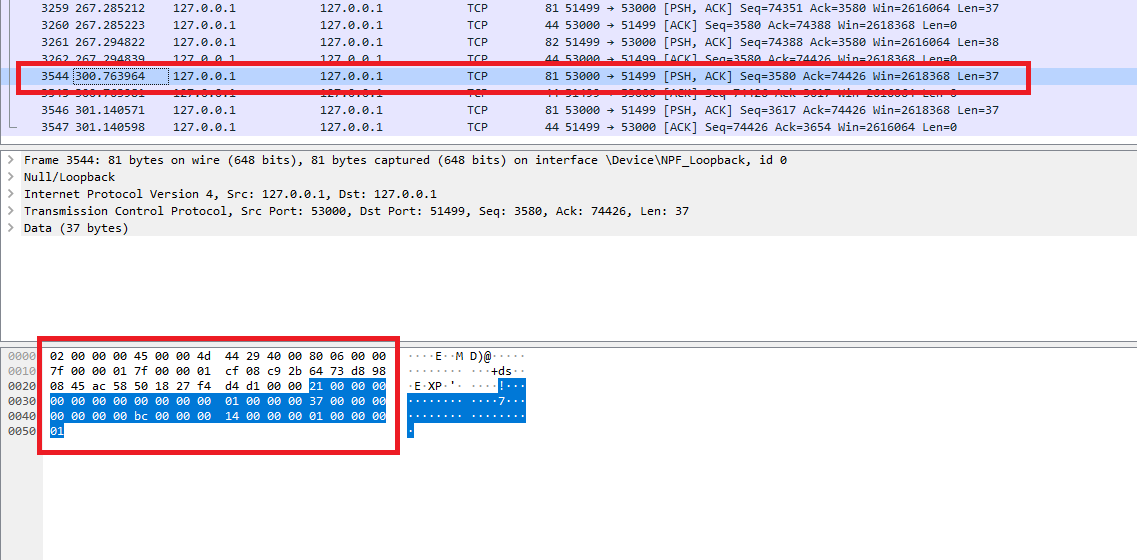 3259 267.285212 127.0.0.1 127.0.0.1 TCP 81 51499 → 53000 [PSH, ACK] Seq=74351 Ack=3580 Win=2616064 Len=37
3260 267.285223 127.0.0.1 127.0.0.1 TCP 44 53000 → 51499 [ACK] Seq=3580 Ack=74388 Win=2618368 Len=0
3261 267.294822 127.0.0.1 127.0.0.1 TCP 82 51499 → 53000 [PSH, ACK] Seq=74388 Ack=3580 Win=2616064 Len=38
3262 267.294839 127.0.0.1 127.0.0.1 TCP 44 53000 → 51499 [ACK] Seq=3580 Ack=74426 Win=2618368 Len=0
3544 300.763964 127.0.0.1 127.0.0.1 TCP 81 53000 → 51499 [PSH, ACK] Seq=3580 Ack=74426 Win=2618368 Len=37
3545 300.763981 127.0.0.1 127.0.0.1 TCP 44 51499 → 53000 [ACK] Seq=74426 Ack=3617 Win=2616064 Len=0
3546 301.140571 127.0.0.1 127.0.0.1 TCP 81 53000 → 51499 [PSH, ACK] Seq=3617 Ack=74426 Win=2618368 Len=37
3547 301.140598 127.0.0.1 127.0.0.1 TCP 44 51499 → 53000 [ACK] Seq=74426 Ack=3654 Win=2616064 Len=0
Frame 3544: 81 bytes on wire (648 bits), 81 bytes captured (648 bits) on interface \Device\NPF_Loopback, id 0
Null/Loopback
Internet Protocol Version 4, Src: 127.0.0.1, Dst: 127.0.0.1
Transmission Control Protocol, Src Port: 53000, Dst Port: 51499, Seq: 3580, Ack: 74426, Len: 37
Data (37 bytes)
0000 02 00 00 00 45 00 00 4d 44 29 40 00 80 06 00 00 ····E··M D)@·····
0010 7f 00 00 01 7f 00 00 01 cf 08 c9 2b 64 73 d8 98 ········ ···+ds··
0020 08 45 ac 58 50 18 27 f4 d4 d1 00 00 21 00 00 00 ·E·XP·'· ····!···
0030 00 00 00 00 00 00 00 00 01 00 00 00 37 00 00 00 ········ ····7···
0040 00 00 00 00 bc 00 00 00 14 00 00 00 01 00 00 00 ········ ········
0050 01 ·